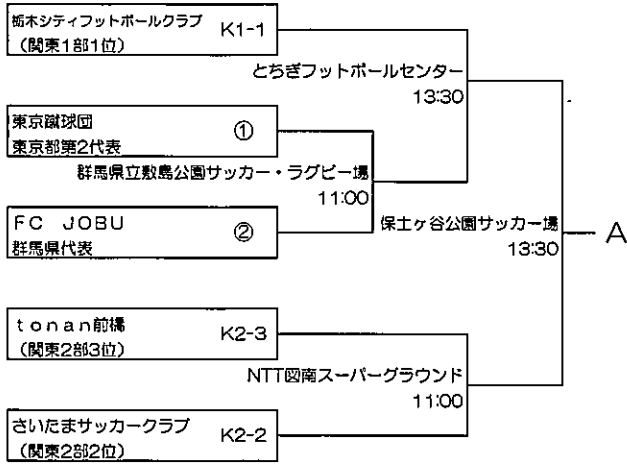 栃木シティフットボールクラブ
（関東1部1位）
K1-1
とちぎフットボールセンター
13:30
東京蹴球団
東京都第2代表
①
群馬県立敷島公園サッカー・ラグビー場
11:00
FC JOBU
群馬県代表
②
保土ヶ谷公園サッカー場
13:30
A
tonan前橋
（関東2部3位）
K2-3
NTT図南スーパーグラウンド
11:00
さいたまサッカークラブ
（関東2部2位）
K2-2